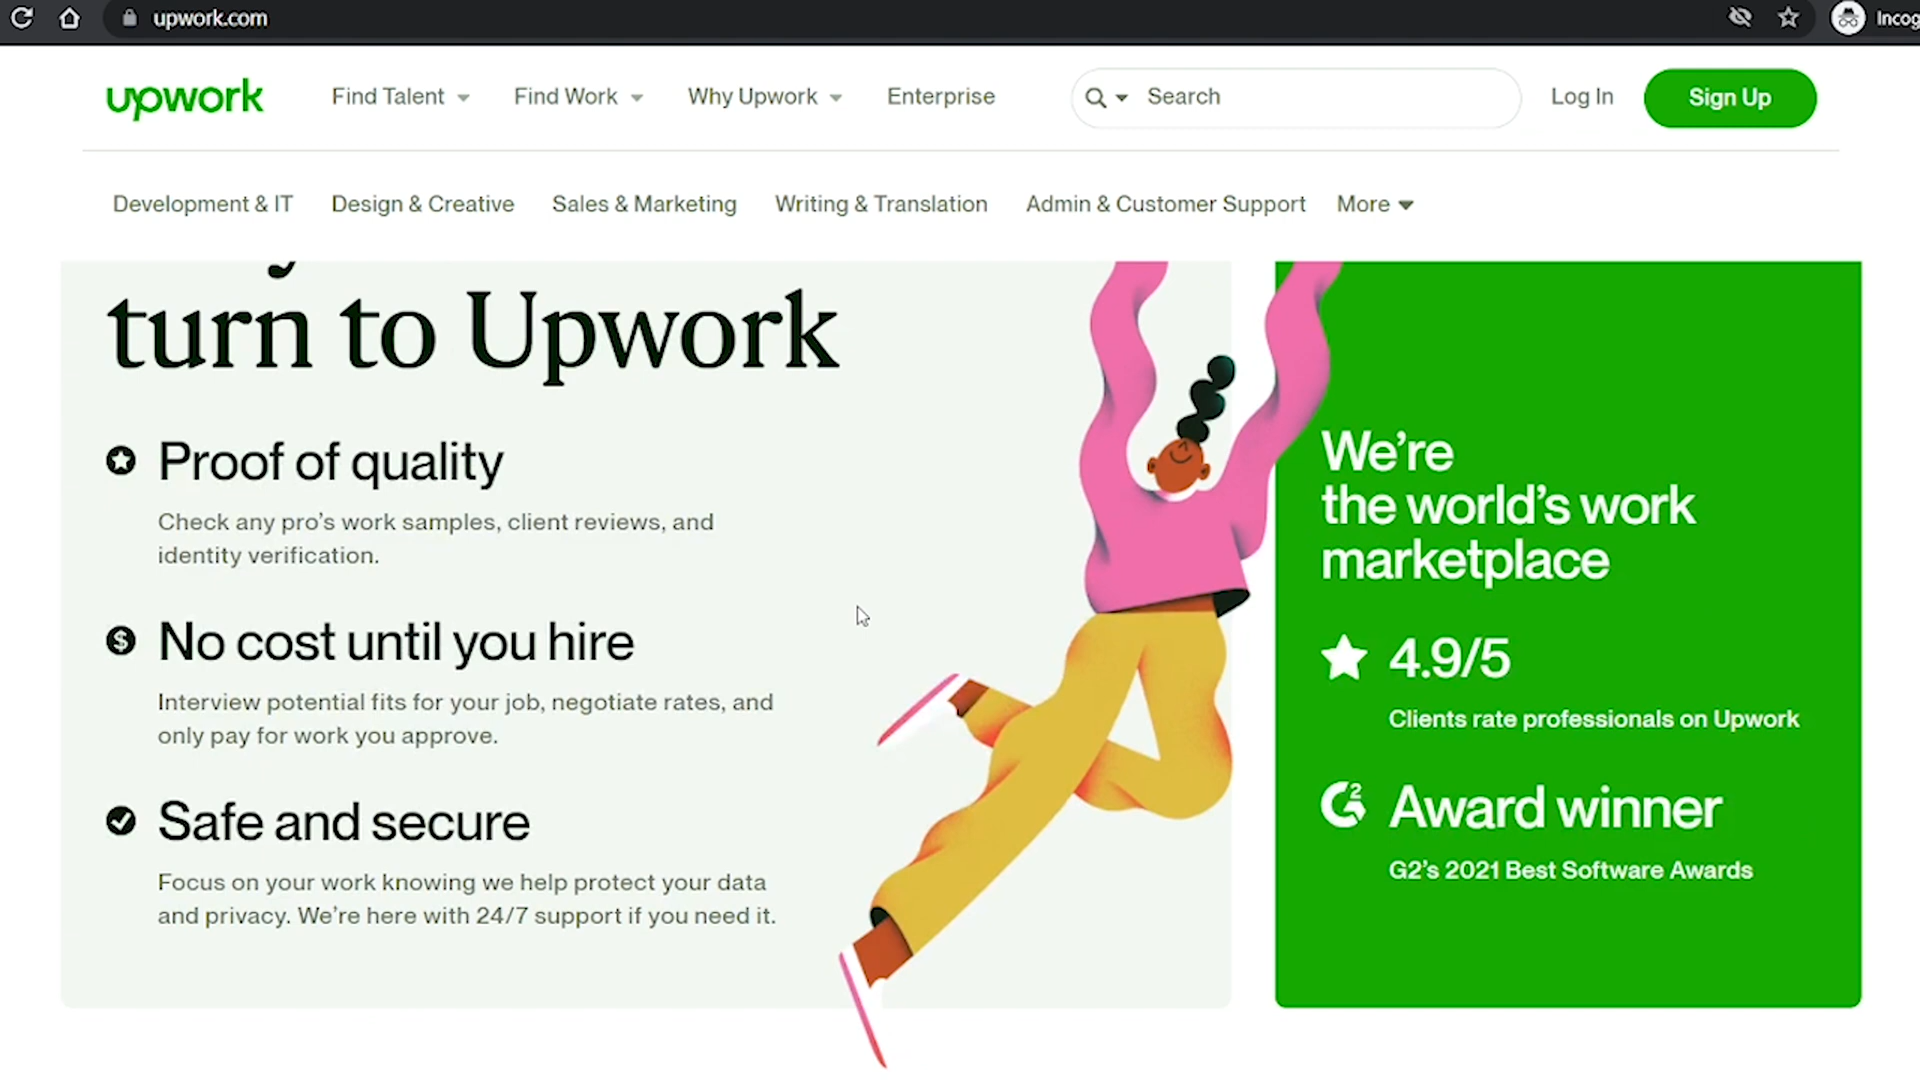 upwork.com
Incog
upwork
Find Talent
Find Work
Why Upwork
Enterprise
Search
Log In
Sign Up
Development & IT
Design & Creative
Sales & Marketing
Writing & Translation
Admin & Customer Support
More
turn to Upwork
Proof of quality
Check any pro's work samples, client reviews, and
identity verification.
No cost until you hire
Interview potential fits for your job, negotiate rates, and
only pay for work you approve.
Safe and secure
Focus on your work knowing we help protect your data
and privacy. We're here with 24/7 support if you need it.
We're
the world's work
marketplace
4.9/5
Clients rate professionals on Upwork
G2
Award winner
G2's 2021 Best Software Awards